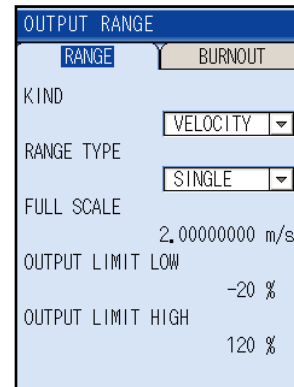 OUTPUT RANGE
RANGE BURNOUT
KIND
VELOCITY
RANGE TYPE
SINGLE
FULL SCALE
2.00000000 m/s
OUTPUT LIMIT LOW
-20 %
OUTPUT LIMIT HIGH
120 %